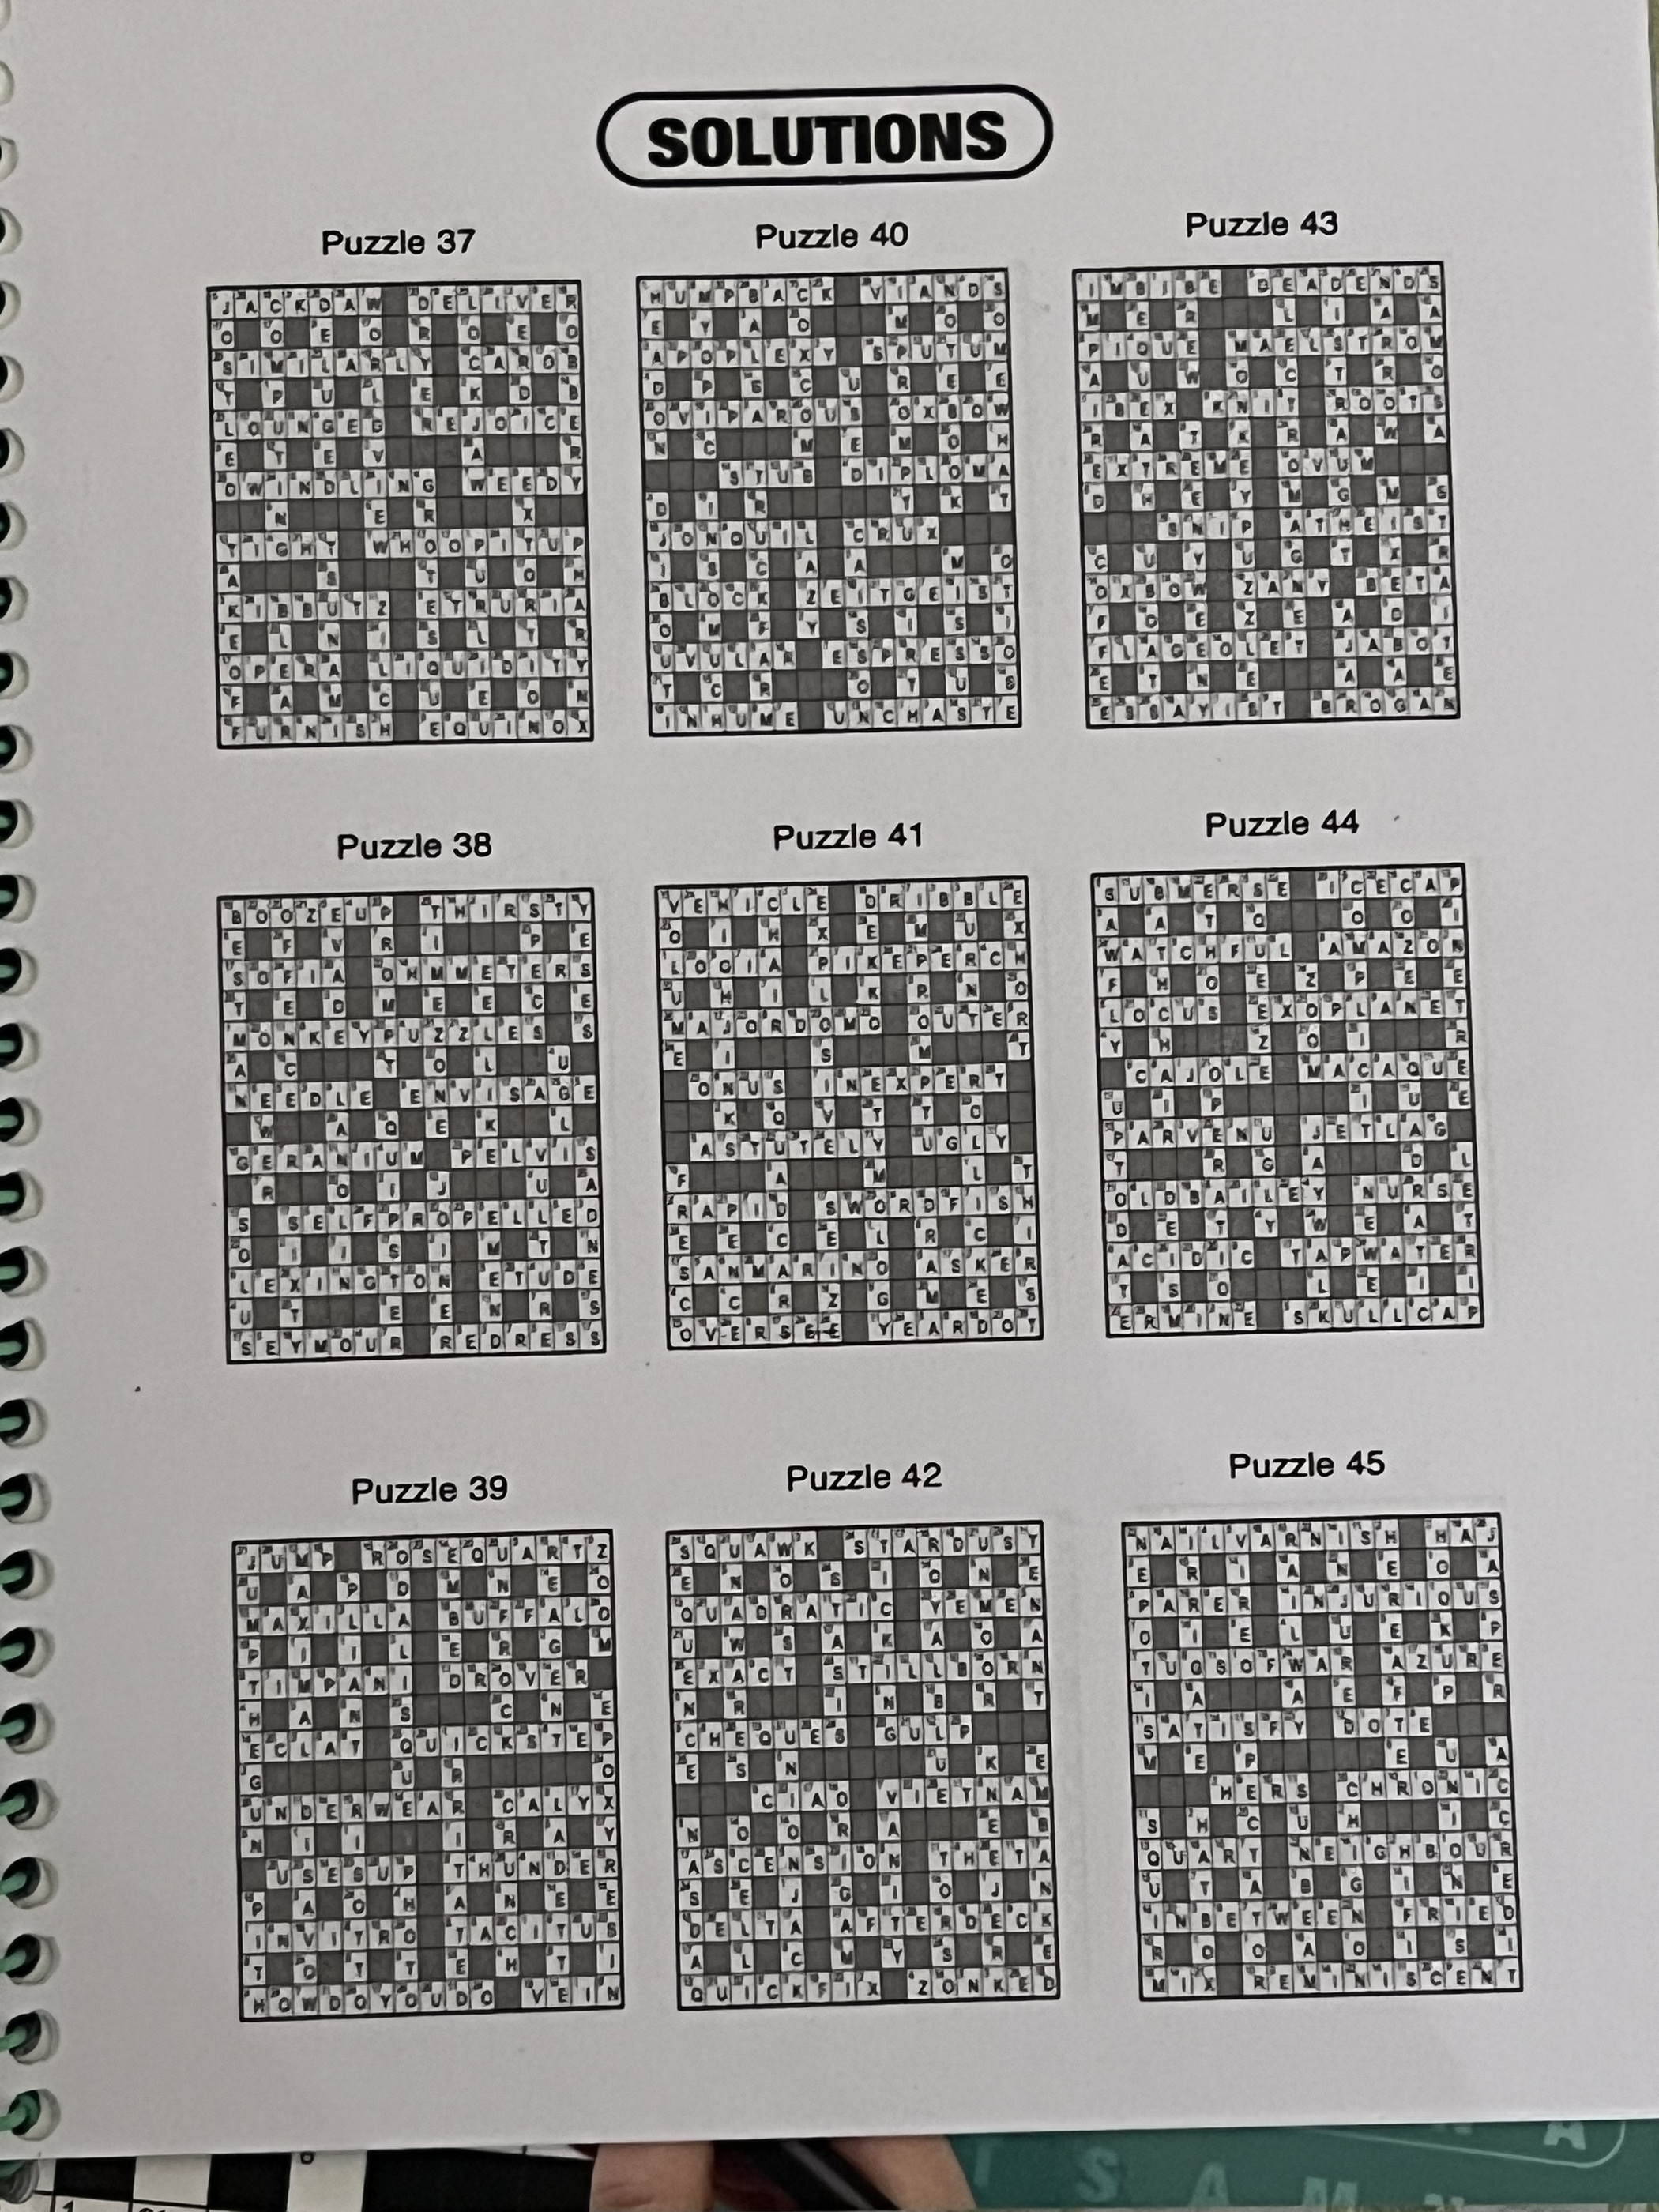 SOLUTIONS
Puzzle 37
JACKDAW DELIVER
O O E O R O E O
SIMILARLY CAROB
T P U L E K D B
LOUNGED REJOICE
E T E V A R
DWINDLING WEEDY
N E R X
TIGHT WHOOPITUP
A S T U O H
KIBBUTZ ETRURIA
E L N I S L T R
OPERA LIQUIDITY
F A M C U E O N
FURNISH EQUINOX
Puzzle 38
BOOZEUP THIRSTY
E F V R I P E
SOFIA OHMMETERS
T E D M E E C E
MONKEYPUZZLES S
A C T O L U
NEEDLE ENVISAGE
W A Q E K L
GERANIUM PELVIS
R O I J U A
S SELFPROPELLED
O I I S I M T N
LEXINGTON ETUDE
U T E E N R S
SEYMOUR REDRESS
Puzzle 39
JUMP ROSEQUARTZ
U A P D M N E O
MAXILLA BUFFALO
P I I L E R G M
TIMPANI DROVER
H A N S C N E
ECLAT QUICKSTEP
G U R O
UNDERWEAR CALYX
N I I I R A Y
USESUP THUNDER
P A O H A N E E
INVITRO TACITUS
T D T T E H T I
HOWDOYOUDO VEIN
Puzzle 40
HUMPBACK VIANDS
E Y A O M O O
APOPLEXY SPUTUM
D P S C U R E E
OVIPAROUS OXBOW
N C M E M O H
STUB DIPLOMA
D I R Y K T
JONQUIL CRUX
I S C A A M O
BLOCK ZEITGEIST
O M F Y S I S I
UVULAR ESPRESSO
T C R O T U S
INHUME UNCHASTE
Puzzle 41
VEHICLE DRIBBLE
O I H X E M U X
LOGIA PIKEPERCH
U H I L K R N O
MAJORDOMO OUTER
E I S M T
ONUS INEXPERT
K Q V T T O
ASTUTELY UGLY
F A M L T
RAPID SWORDFISH
E E C E L R C I
SANMARINO ASKER
C C R Z G M E S
OVERSEE YEARDOT
Puzzle 42
SQUAWK STARDUST
E N O S I O N E
QUADRATIC YEMEN
U W S A K A O A
EXACT STILLBORN
N R I N B R T
CHEQUES GULP
E S N U K E
CIAO VIETNAM
N O O R A E B
ASCENSION THETA
S E J G I O J N
DELTA AFTERDECK
A L C M Y S R E
QUICKFIX ZONKED
Puzzle 43
IMBIBE DEADENDS
M E R L I A A
PIQUE MAELSTROM
A U W O C T R O
IBEX KNIT ROOTS
R A T K R A W A
EXTREME OVUM
D H E Y M G M S
SNIP ATHEIST
C U Y U G T X R
OXBOW ZANY BETA
F O E Z E A D I
FLAGEOLET JABOT
E T N E A A E
ESSAYIST BROGAN
Puzzle 44
SUBMERSE ICECAP
A A T Q O O I
WATCHFUL AMAZON
F H O E Z P E E
LOCUS EXOPLANET
Y H Z O I R
CAJOLE MACAQUE
U I P I U E
PARVENU JETLAG
T R G A D L
OLDBAILEY NURSE
D E T Y W E A T
ACIDIC TAPWATER
T S O L E I I
ERMINE SKULLCAP
Puzzle 45
NAILVARNISH HAJ
E R I A N E O A
PARER INJURIOUS
O I E L U E K P
TUGSOFWAR AZURE
I A A E F P R
SATISFY DOTE
M E P E U A
HERS CHRONIC
S H C U M I C
QUART NEIGHBOUR
U T A B G I N E
INBETWEEN FRIED
R O O A O I S I
MIX REMINISCENT